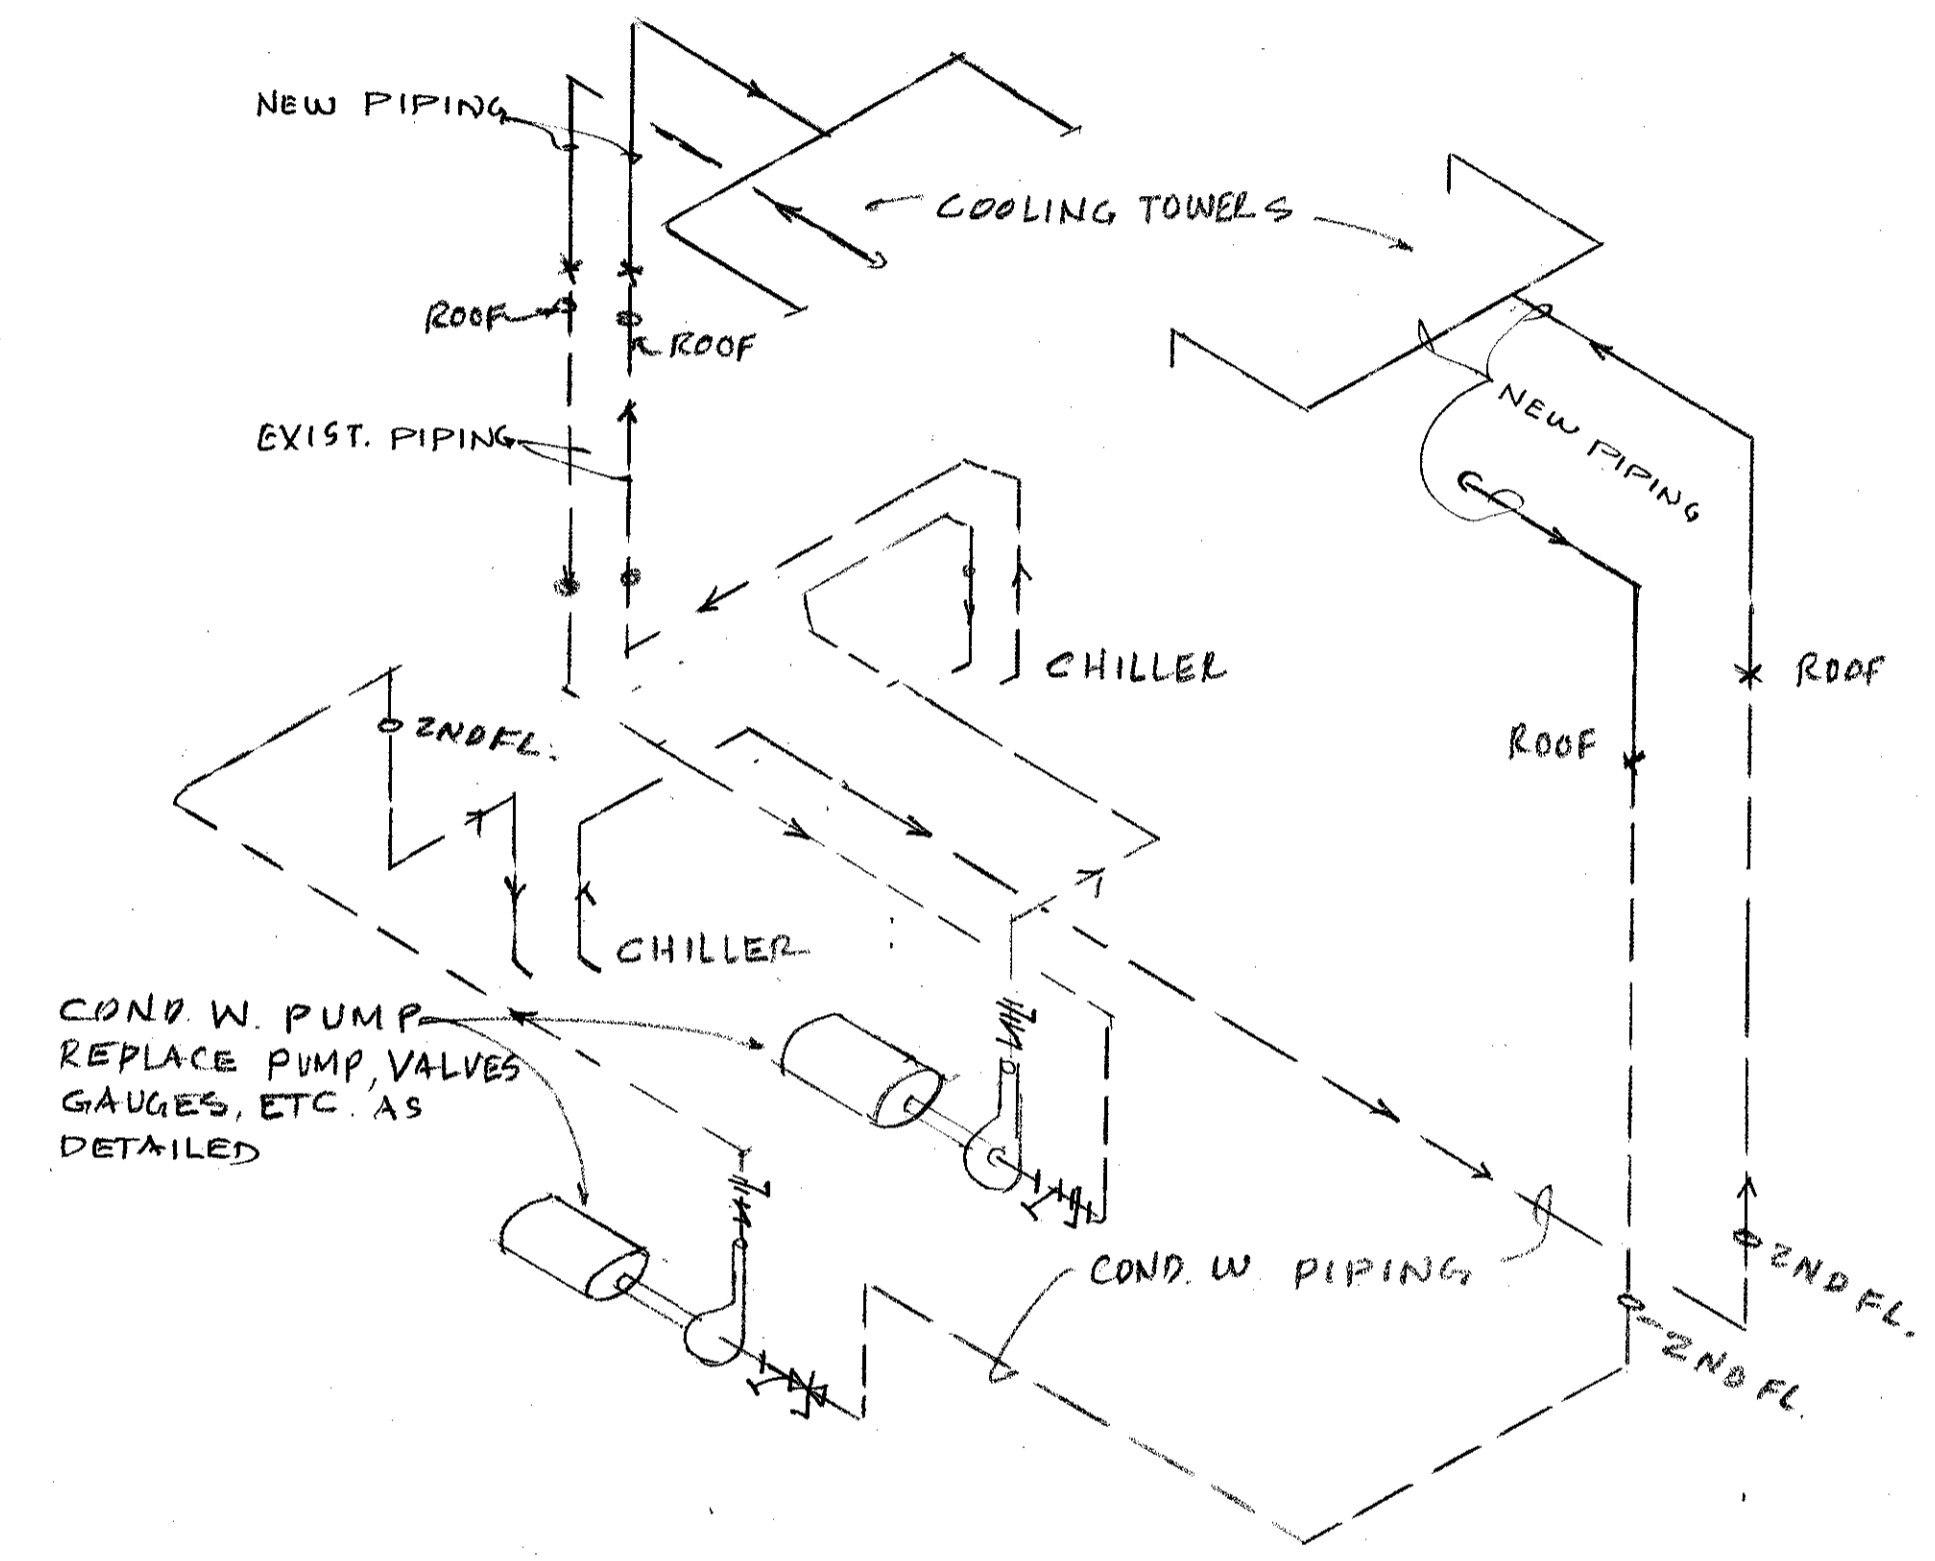 NEW PIPING
COOLING TOWERS
ROOF
ROOF
NEW PIPING
EXIST. PIPING
CHILLER
ROOF
ROOF
2ND FL.
CHILLER
COND. W. PUMP
REPLACE PUMP, VALVES
GAUGES, ETC. AS
DETAILED
COND. W. PIPING
2ND FL.
2ND FL.